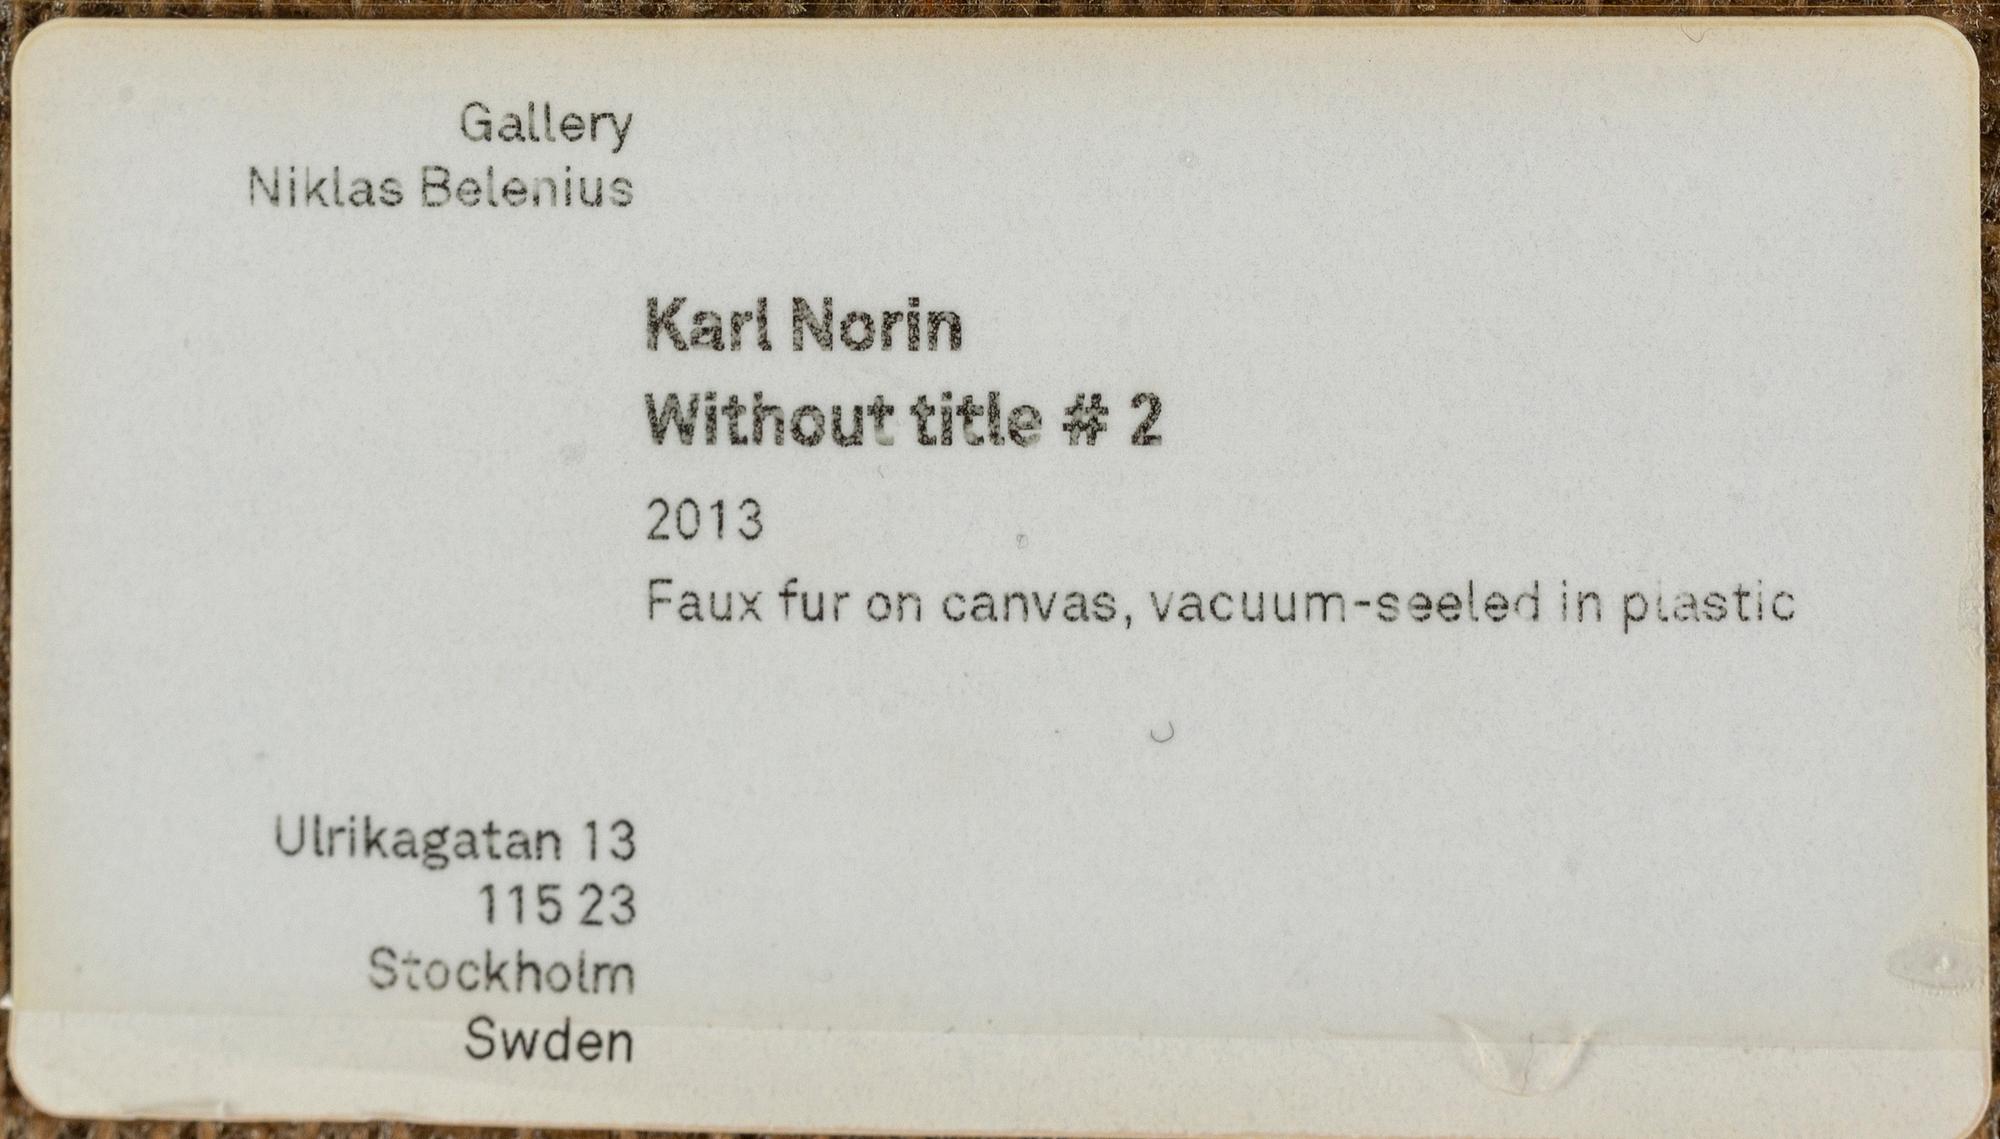 Gallery
Niklas Belenius
Karl Norin
Without title # 2
2013
Faux fur on canvas, vacuum-seeled in plastic
Ulrikagatan 13
115 23
Stockholm
Swden